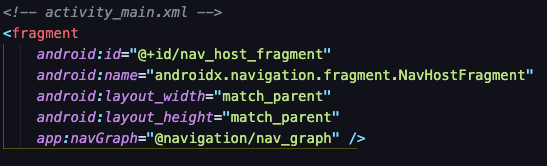 <!-- activity_main.xml -->
<fragment
    android:id="@+id/nav_host_fragment"
    android:name="androidx.navigation.fragment.NavHostFragment"
    android:layout_width="match_parent"
    android:layout_height="match_parent"
    app:navGraph="@navigation/nav_graph" />